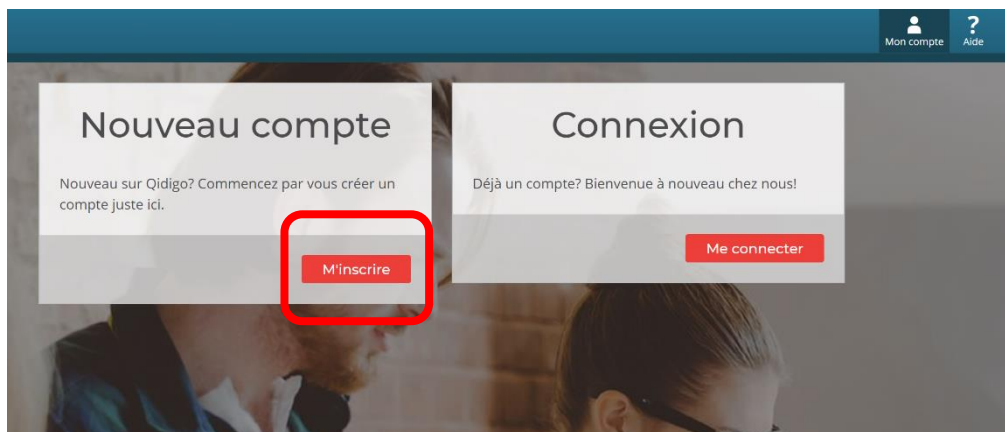 Mon compte
? Aide
Nouveau compte
Nouveau sur Qidigo? Commencez par vous créer un
compte juste ici.
M'inscrire
Connexion
Déjà un compte? Bienvenue à nouveau chez nous!
Me connecter